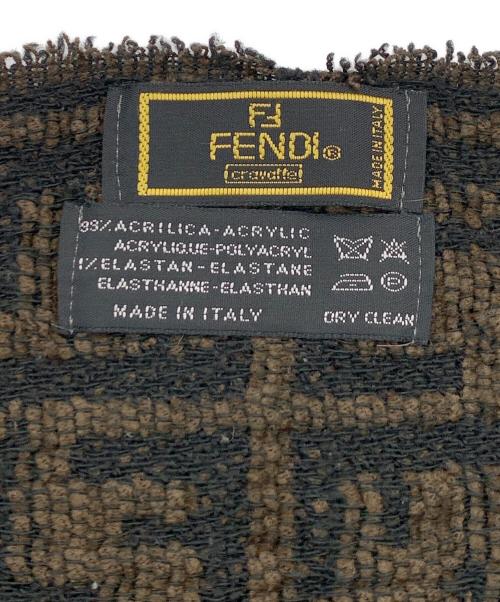 FF
FENDI®
cravatte
MADE IN ITALY
99% ACRILICA-ACRYLIC
ACRYLIQUE-POLYACRYL
1% ELASTAN-ELASTANE
ELASTHANNE-ELASTHAN
MADE IN ITALY
DRY CLEAN
P